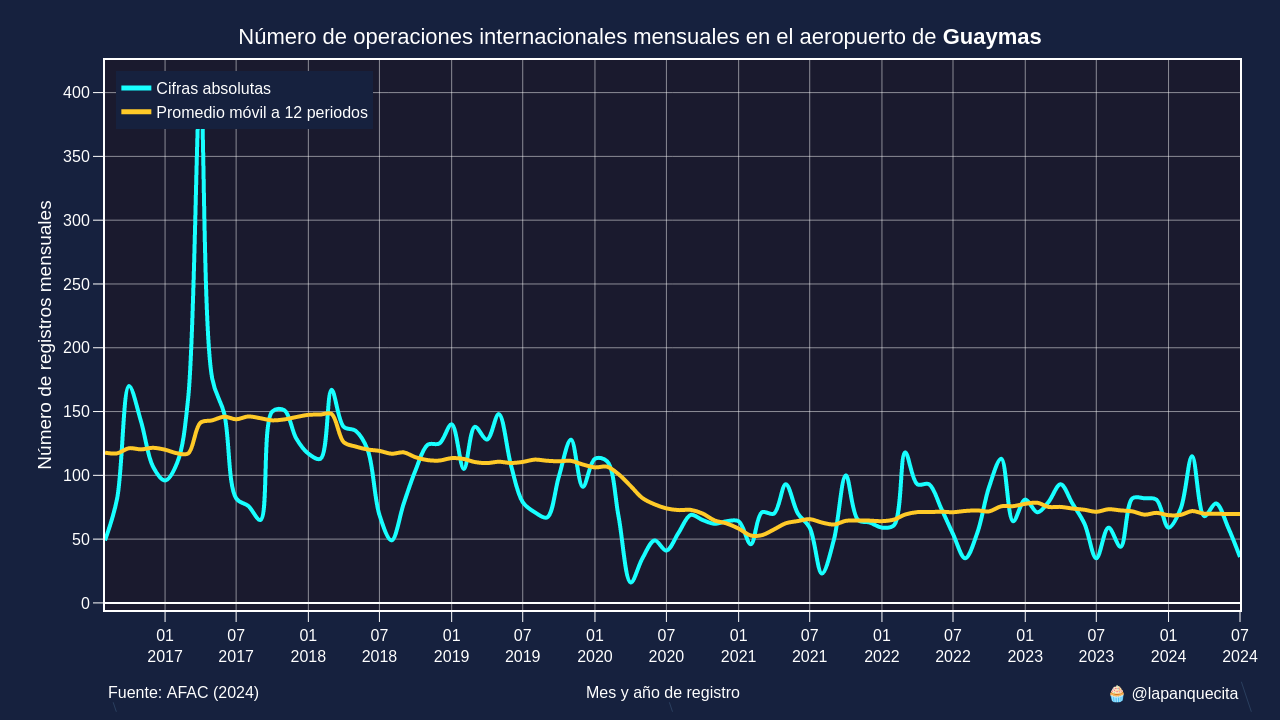 Número de operaciones internacionales mensuales en el aeropuerto de Guaymas
Cifras absolutas
Promedio móvil a 12 periodos
Número de registros mensuales
400
350
300
250
200
150
100
50
0
01 07 01 07 01 07 01 07 01 07 01 07 01 07 01 07
2017 2017 2018 2018 2019 2019 2020 2020 2021 2021 2022 2022 2023 2023 2024 2024
Fuente: AFAC (2024) Mes y año de registro 🧁 @lapanquecita